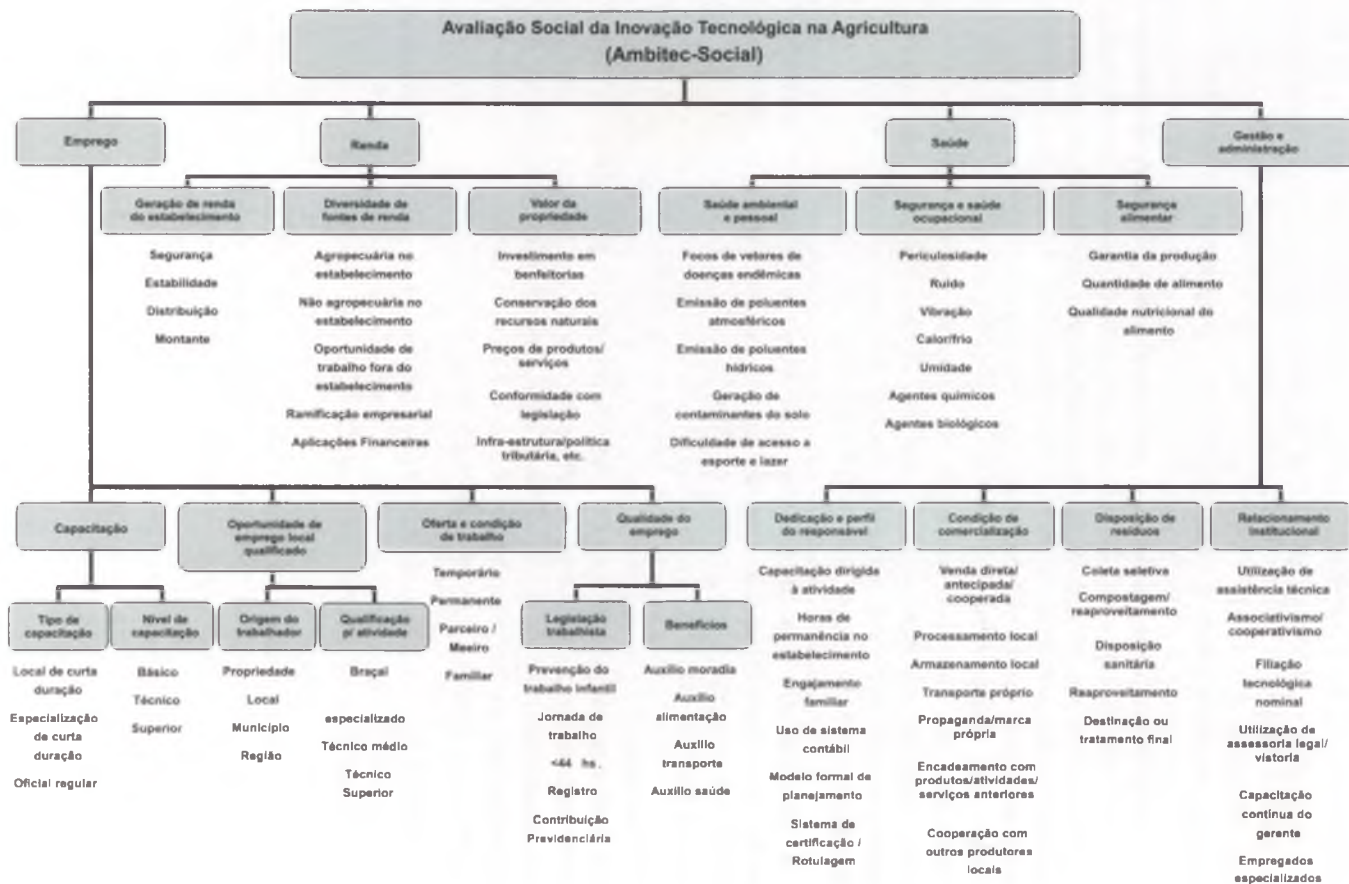 Avaliação Social da Inovação Tecnológica na Agricultura
(Ambitec-Social)
Emprego
Renda
Saúde
Gestão e
administração
Geração de renda
do estabelecimento
Segurança
Estabilidade
Distribuição
Montante
Diversidade de
fontes de renda
Agropecuária no
estabelecimento
Não agropecuária no
estabelecimento
Oportunidade de
trabalho fora do
estabelecimento
Ramificação empresarial
Aplicações Financeiras
Valor da
propriedade
Investimento em
benfeitorias
Conservação dos
recursos naturais
Preços de produtos/
serviços
Conformidade com
legislação
Infra-estrutura/política
tributária, etc.
Saúde ambiental
e pessoal
Focos de vetores de
doenças endêmicas
Emissão de poluentes
atmosféricos
Emissão de poluentes
hídricos
Geração de
contaminantes do solo
Dificuldade de acesso a
esporte e lazer
Segurança e saúde
ocupacional
Periculosidade
Ruído
Vibração
Calor/frio
Umidade
Agentes químicos
Agentes biológicos
Segurança
alimentar
Garantia da produção
Quantidade de alimento
Qualidade nutricional do
alimento
Capacitação
Tipo de
capacitação
Local de curta
duração
Especialização
de curta
duração
Oficial regular
Nível de
capacitação
Básico
Técnico
Superior
Oportunidade de
emprego local
qualificado
Origem do
trabalhador
Propriedade
Local
Município
Região
Qualificação
p/ atividade
Braçal
especializado
Técnico médio
Técnico
Superior
Oferta e condição
de trabalho
Temporário
Permanente
Parceiro /
Meeiro
Familiar
Qualidade do
emprego
Legislação
trabalhista
Prevenção do
trabalho infantil
Jornada de
trabalho
<44 hs.
Registro
Contribuição
Previdenciária
Benefícios
Auxílio moradia
Auxílio
alimentação
Auxílio
transporte
Auxílio saúde
Dedicação e perfil
do responsável
Capacitação dirigida
à atividade
Horas de
permanência no
estabelecimento
Engajamento
familiar
Uso de sistema
contábil
Modelo formal de
planejamento
Sistema de
certificação /
Rotulagem
Condição de
comercialização
Venda direta/
antecipada/
cooperada
Processamento local
Armazenamento local
Transporte próprio
Propaganda/marca
própria
Encadeamento com
produtos/atividades/
serviços anteriores
Cooperação com
outros produtores
locais
Disposição de
resíduos
Coleta seletiva
Compostagem/
reaproveitamento
Disposição
sanitária
Reaproveitamento
Destinação ou
tratamento final
Relacionamento
institucional
Utilização de
assistência técnica
Associativismo/
cooperativismo
Filiação
tecnológica
nominal
Utilização de
assessoria legal/
vistoria
Capacitação
contínua do
gerente
Empregados
especializados